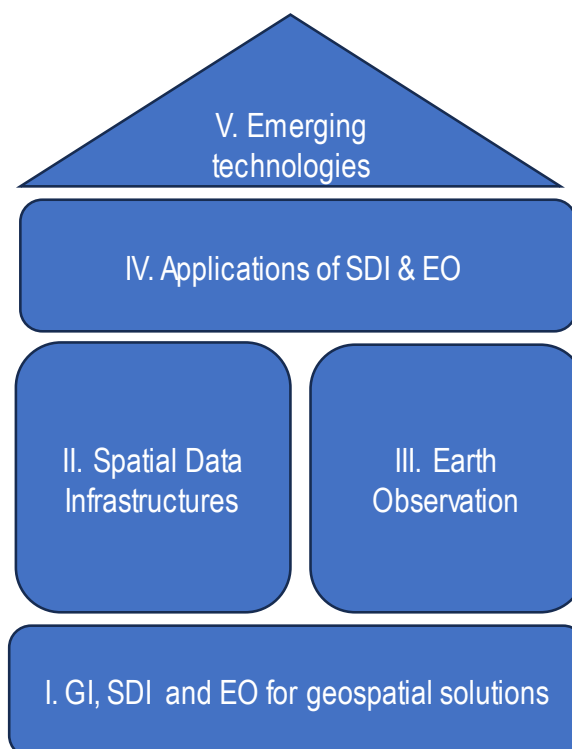 V. Emerging
technologies
IV. Applications of SDI & EO
II. Spatial Data
Infrastructures
III. Earth
Observation
I. GI, SDI and EO for geospatial solutions